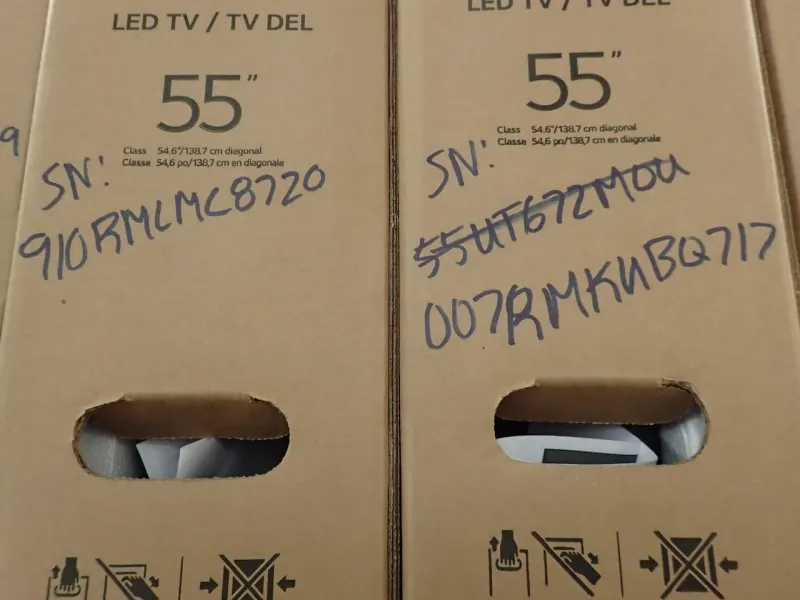 LED TV / TV DEL
55"
Class 54.6"/138.7 cm diagonal
Classe 54,6 po/138,7 cm en diagonale
SN:
910RMLMC8720
LED TV / TV DEL
55"
Class 54.6"/138.7 cm diagonal
Classe 54,6 po/138,7 cm en diagonale
SN:
55UT672M0U
007RMKUBQ717
9